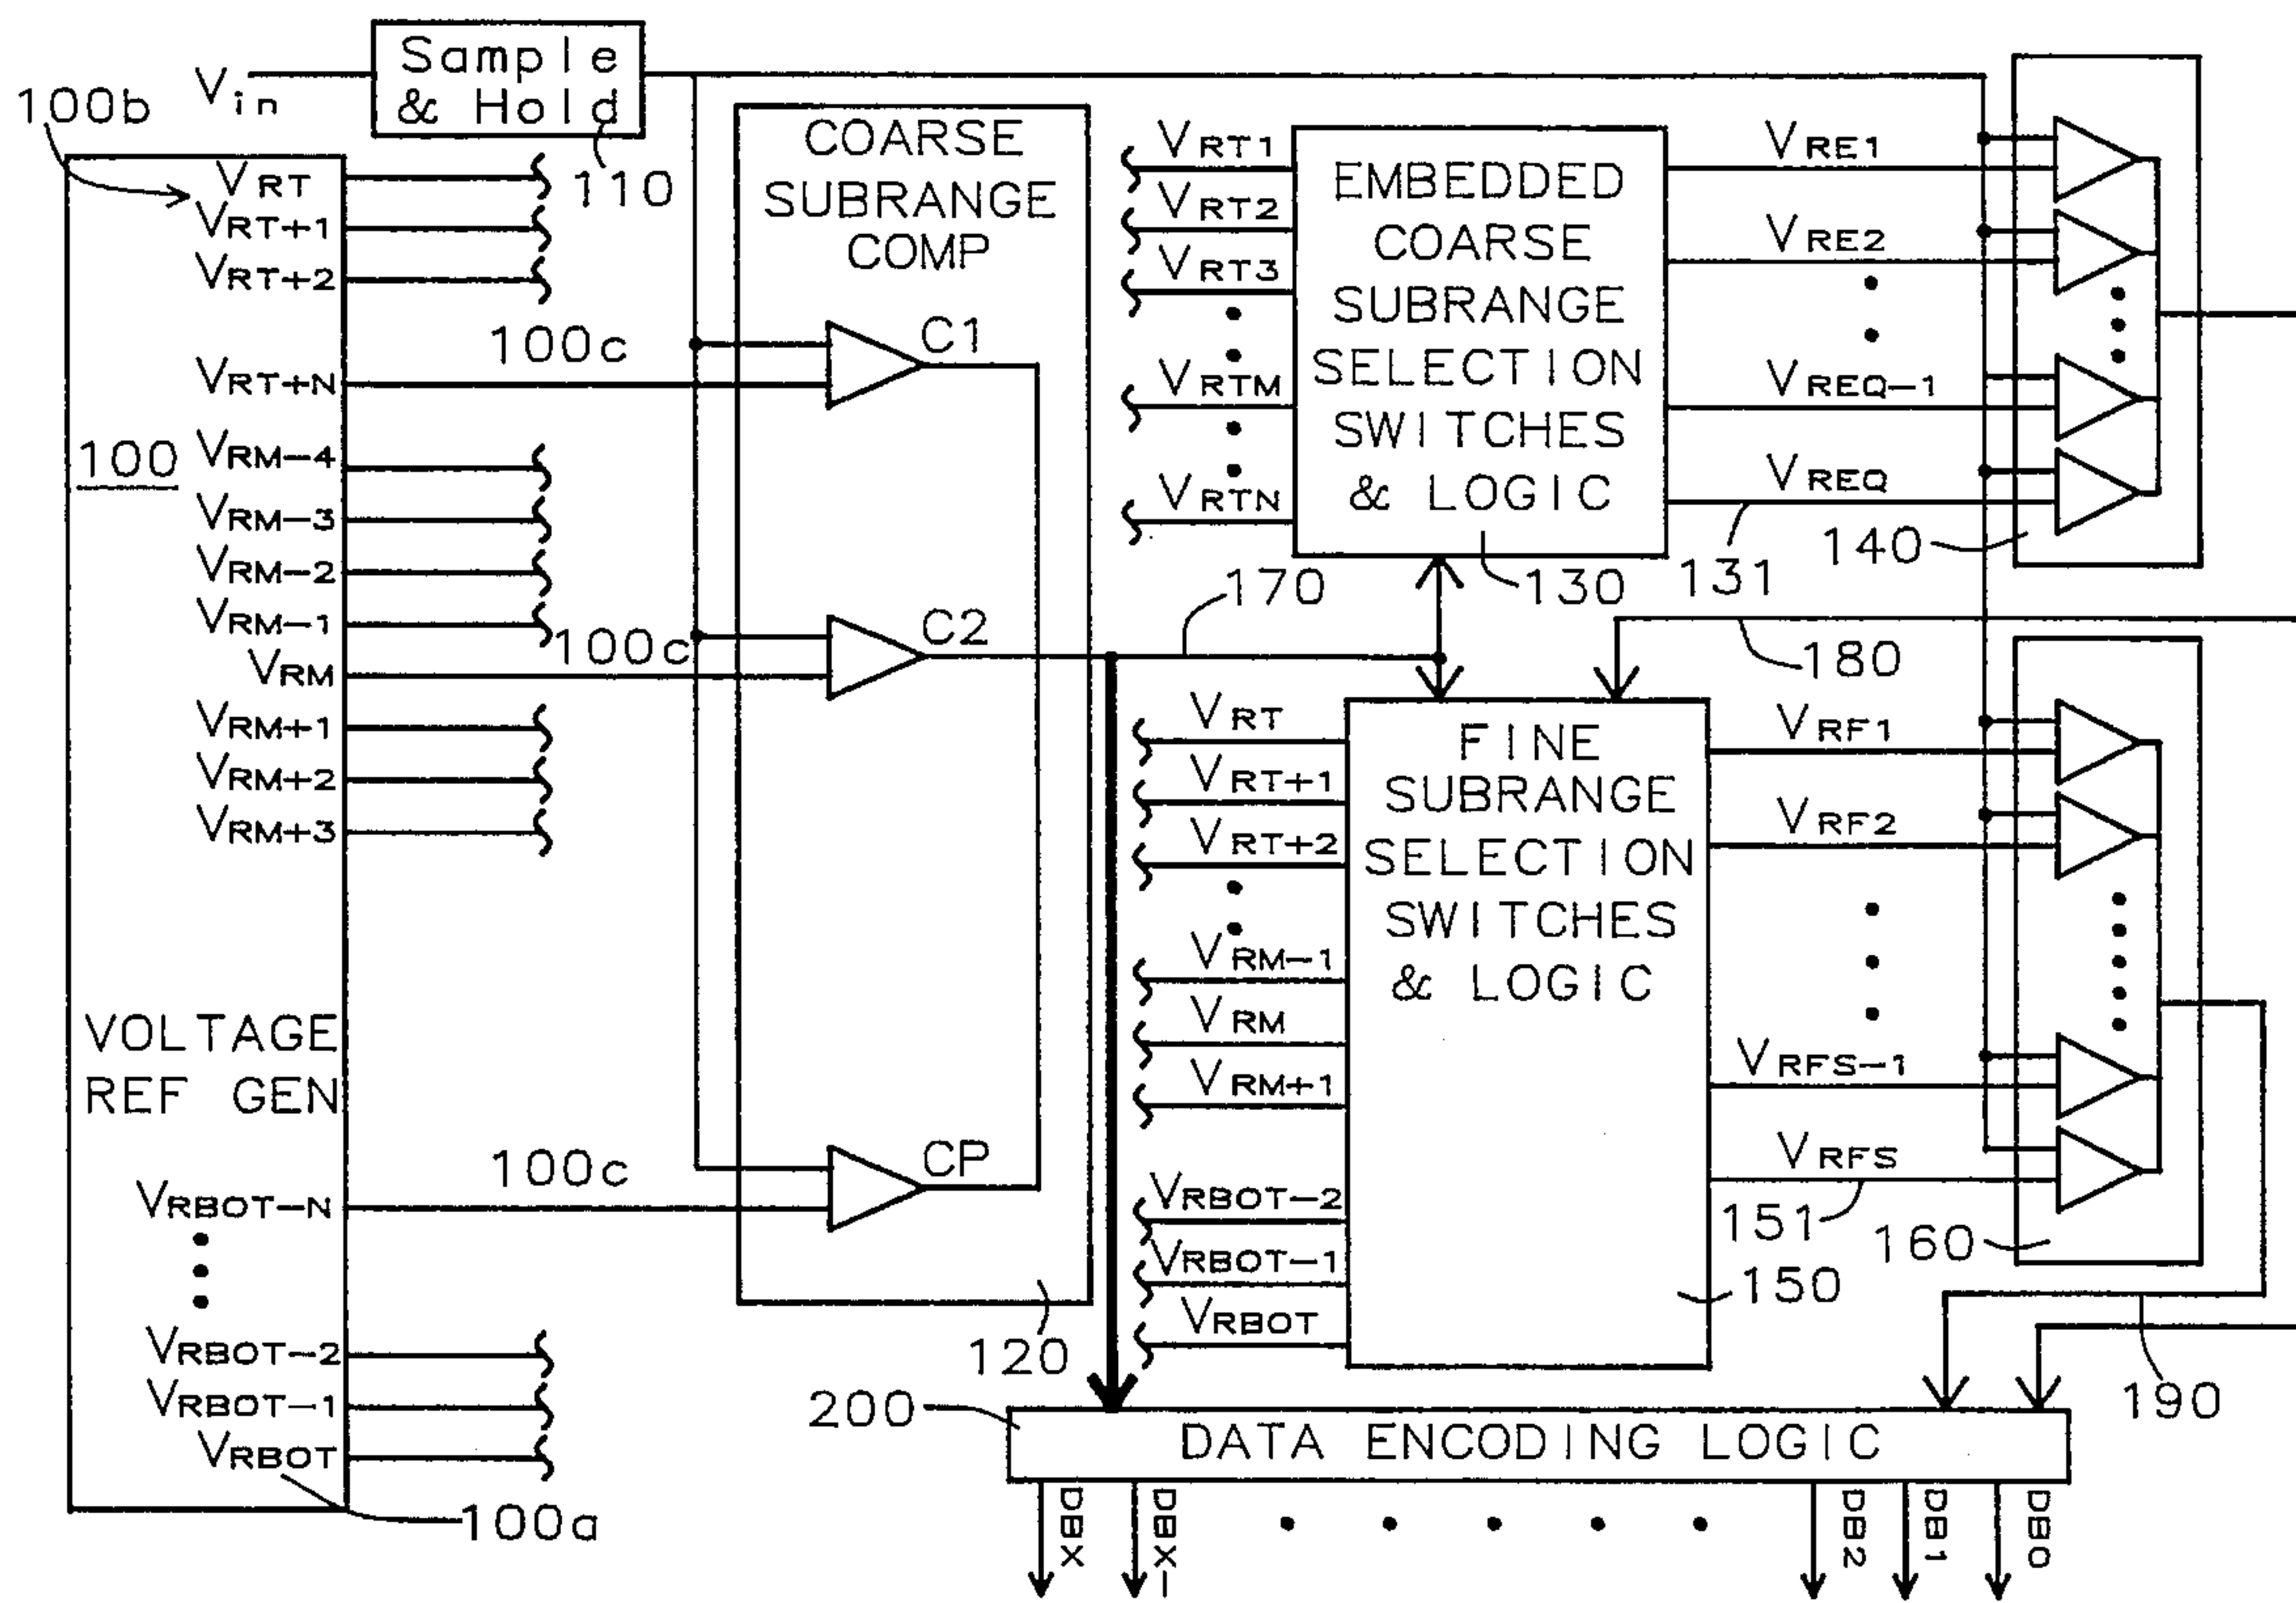 Vin
Sample
& Hold
110
100b
VRT
VRT+1
VRT+2
VRT+N
100c
100
VRM-4
VRM-3
VRM-2
VRM-1
VRM
100c
VRM+1
VRM+2
VRM+3
VOLTAGE
REF GEN
VRBOT-N
100c
VRBOT-2
VRBOT-1
VRBOT
100a
COARSE
SUBRANGE
COMP
C1
C2
CP
120
VRT1
VRT2
VRT3
VRTM
VRTN
EMBEDDED
COARSE
SUBRANGE
SELECTION
SWITCHES
& LOGIC
130
VRE1
VRE2
VREQ-1
VREQ
131
140
170
180
VRT
VRT+1
VRT+2
VRM-1
VRM
VRM+1
VRBOT-2
VRBOT-1
VRBOT
FINE
SUBRANGE
SELECTION
SWITCHES
& LOGIC
150
VRF1
VRF2
VRFS-1
VRFS
151
160
190
200
DATA ENCODING LOGIC
DBX
DBX-
DB2
DB1
DB0